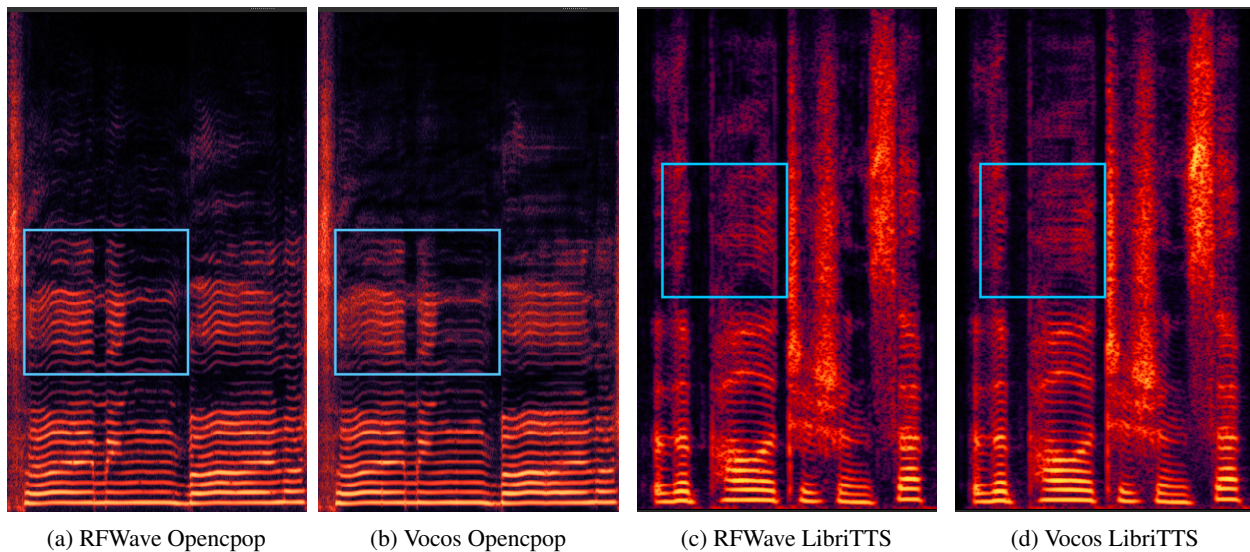 (a) RFWave Opencpop
(b) Vocos Opencpop
(c) RFWave LibriTTS
(d) Vocos LibriTTS